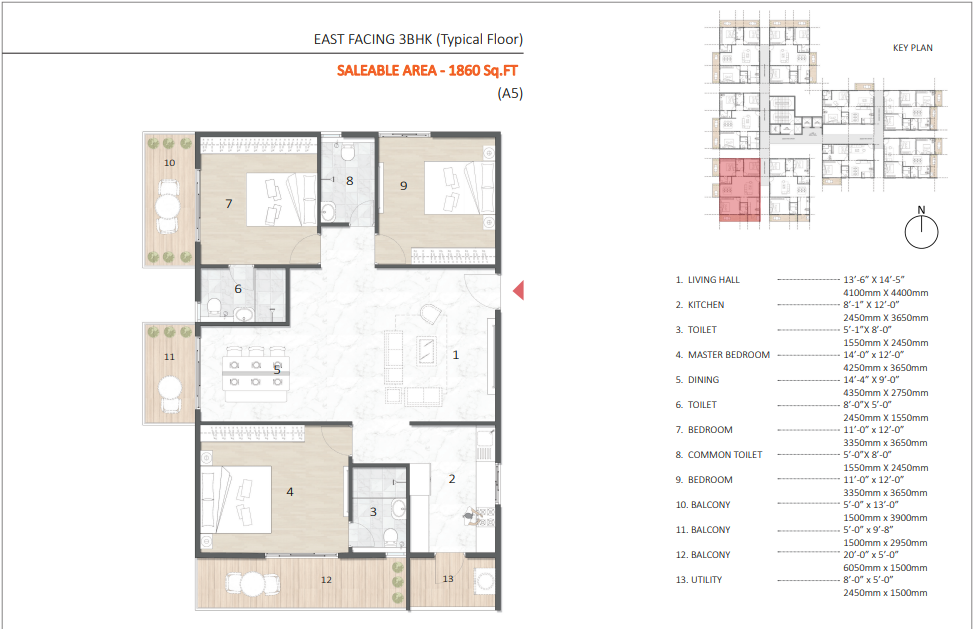 EAST FACING 3BHK (Typical Floor)
SALEABLE AREA - 1860 Sq.FT
(A5)
KEY PLAN
N
10
7
8
9
6
11
5
1
4
2
3
12
13
1. LIVING HALL 13'-6" X 14'-5"
4100mm X 4400mm
2. KITCHEN 8'-1" X 12'-0"
2450mm X 3650mm
3. TOILET 5'-1"X 8'-0"
1550mm X 2450mm
4. MASTER BEDROOM 14'-0" x 12'-0"
4250mm x 3650mm
5. DINING 14'-4" X 9'-0"
4350mm X 2750mm
6. TOILET 8'-0"X 5'-0"
2450mm X 1550mm
7. BEDROOM 11'-0" x 12'-0"
3350mm x 3650mm
8. COMMON TOILET 5'-0"X 8'-0"
1550mm X 2450mm
9. BEDROOM 11'-0" x 12'-0"
3350mm x 3650mm
10. BALCONY 5'-0" x 13'-0"
1500mm x 3900mm
11. BALCONY 5'-0" x 9'-8"
1500mm x 2950mm
12. BALCONY 20'-0" x 5'-0"
6050mm x 1500mm
13. UTILITY 8'-0" x 5'-0"
2450mm x 1500mm